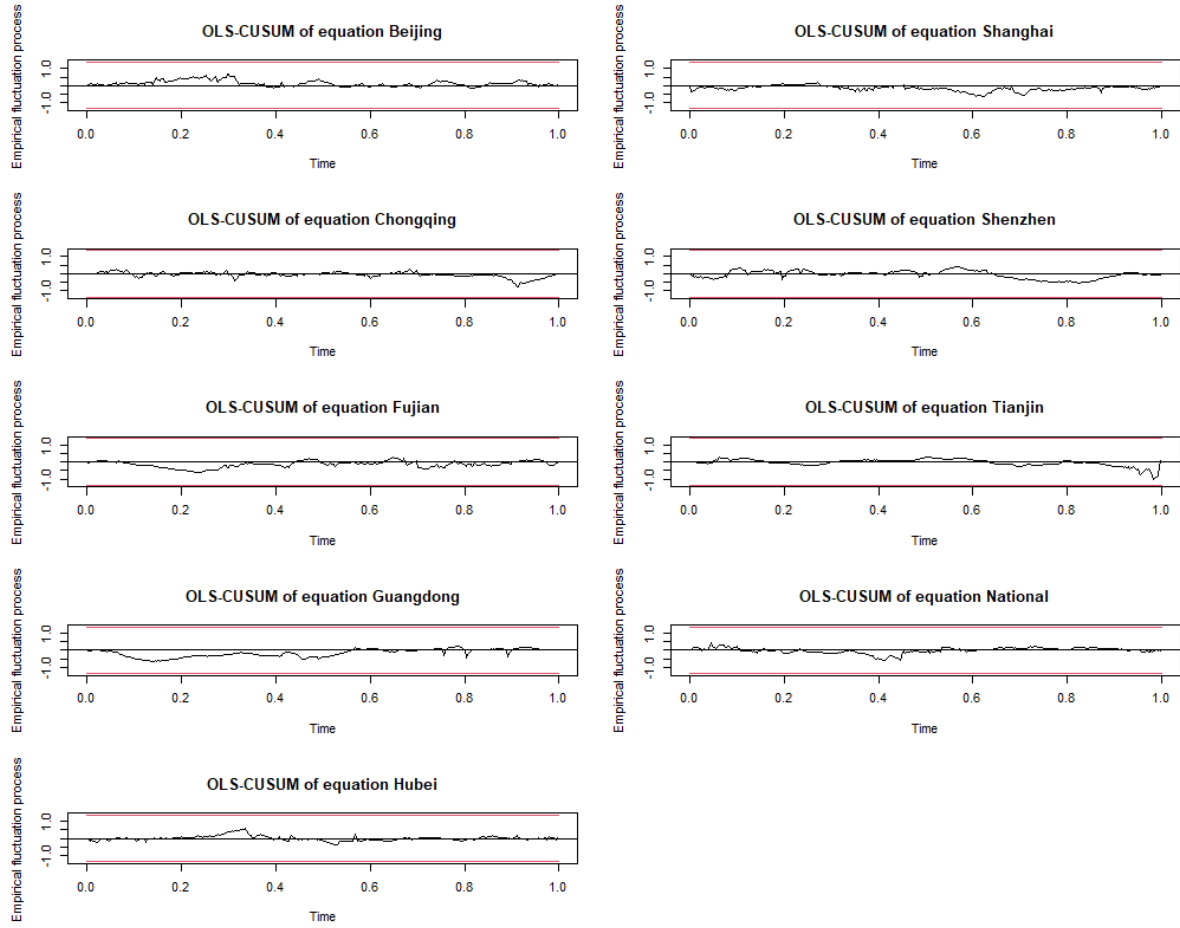 OLS-CUSUM of equation Beijing
Empirical fluctuation process
1.0
-1.0
0.0 0.2 0.4 0.6 0.8 1.0
Time
OLS-CUSUM of equation Shanghai
Empirical fluctuation process
1.0
-1.0
0.0 0.2 0.4 0.6 0.8 1.0
Time
OLS-CUSUM of equation Chongqing
Empirical fluctuation process
1.0
-1.0
0.0 0.2 0.4 0.6 0.8 1.0
Time
OLS-CUSUM of equation Shenzhen
Empirical fluctuation process
1.0
-1.0
0.0 0.2 0.4 0.6 0.8 1.0
Time
OLS-CUSUM of equation Fujian
Empirical fluctuation process
1.0
-1.0
0.0 0.2 0.4 0.6 0.8 1.0
Time
OLS-CUSUM of equation Tianjin
Empirical fluctuation process
1.0
-1.0
0.0 0.2 0.4 0.6 0.8 1.0
Time
OLS-CUSUM of equation Guangdong
Empirical fluctuation process
1.0
-1.0
0.0 0.2 0.4 0.6 0.8 1.0
Time
OLS-CUSUM of equation National
Empirical fluctuation process
1.0
-1.0
0.0 0.2 0.4 0.6 0.8 1.0
Time
OLS-CUSUM of equation Hubei
Empirical fluctuation process
1.0
-1.0
0.0 0.2 0.4 0.6 0.8 1.0
Time